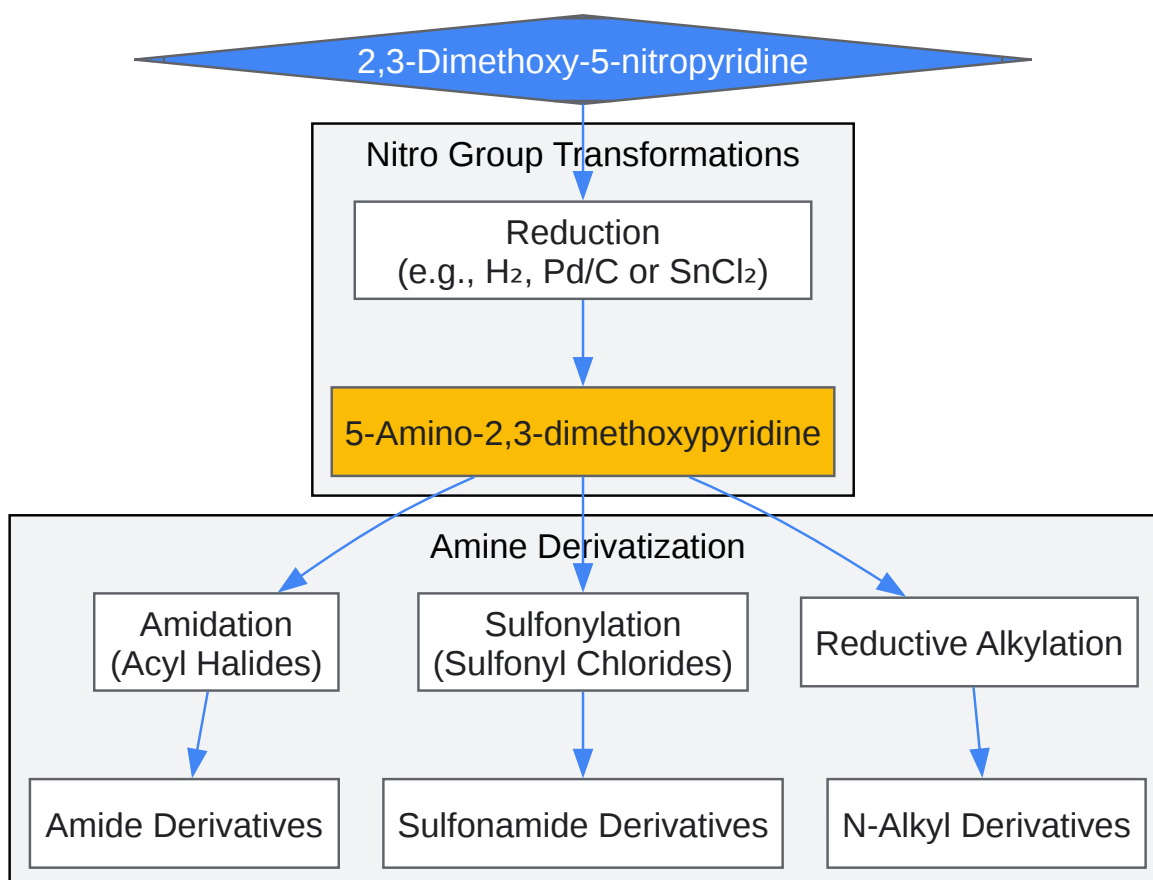 2,3-Dimethoxy-5-nitropyridine
Nitro Group Transformations
Reduction
(e.g., H₂, Pd/C or SnCl₂)
5-Amino-2,3-dimethoxypyridine
Amine Derivatization
Amidation
(Acyl Halides)
Sulfonylation
(Sulfonyl Chlorides)
Reductive Alkylation
Amide Derivatives
Sulfonamide Derivatives
N-Alkyl Derivatives